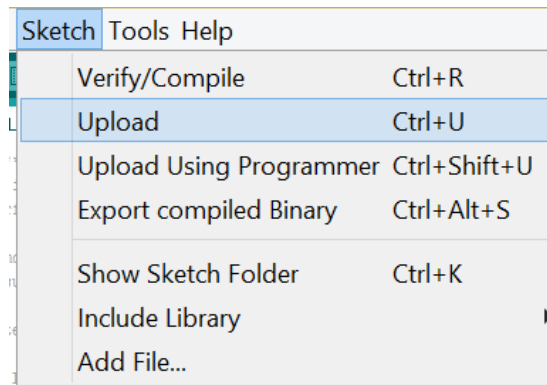 Sketch Tools Help
Verify/Compile Ctrl+R
Upload Ctrl+U
Upload Using Programmer Ctrl+Shift+U
Export compiled Binary Ctrl+Alt+S
Show Sketch Folder Ctrl+K
Include Library
Add File...